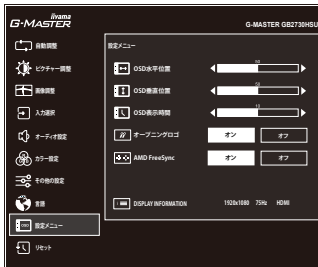 iiyama
G-MASTER
G-MASTER GB2730HSU
自動調整
ピクチャー調整
画像調整
入力選択
オーディオ設定
カラー設定
その他の設定
言語
設定メニュー
リセット
設定メニュー
OSD水平位置
50
OSD垂直位置
50
OSD表示時間
10
オープニングロゴ
オン
オフ
AMD FreeSync
オン
オフ
DISPLAY INFORMATION
1920x1080 75Hz HDMI